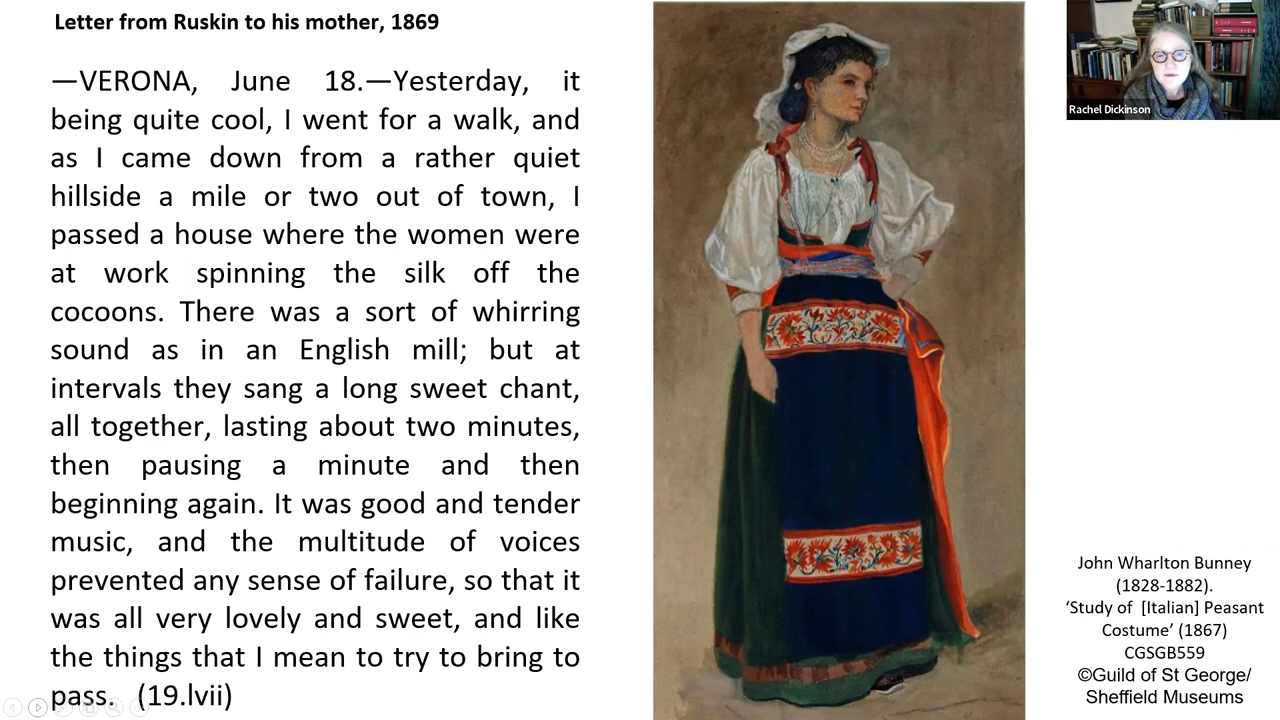 Letter from Ruskin to his mother, 1869
—VERONA, June 18.—Yesterday, it
being quite cool, I went for a walk, and
as I came down from a rather quiet
hillside a mile or two out of town, I
passed a house where the women were
at work spinning the silk off the
cocoons. There was a sort of whirring
sound as in an English mill; but at
intervals they sang a long sweet chant,
all together, lasting about two minutes,
then pausing a minute and then
beginning again. It was good and tender
music, and the multitude of voices
prevented any sense of failure, so that it
was all very lovely and sweet, and like
the things that I mean to try to bring to
pass. (19.lvii)
Rachel Dickinson
John Wharlton Bunney
(1828-1882).
‘Study of [Italian] Peasant
Costume’ (1867)
CGSGB559
©Guild of St George/
Sheffield Museums